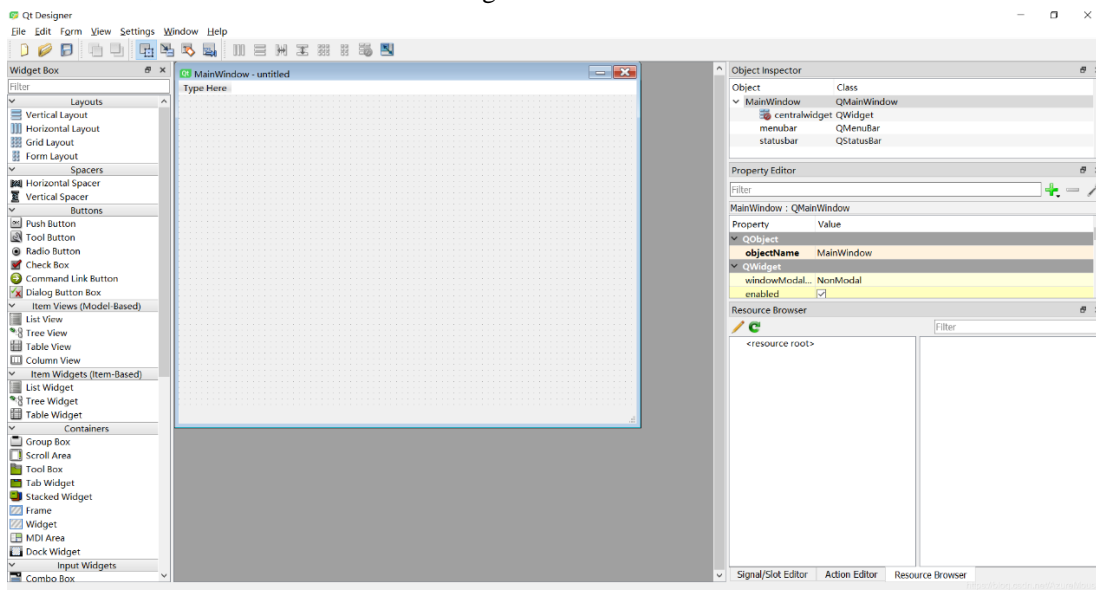 Qt Designer
File Edit Form View Settings Window Help
Widget Box
Filter
Layouts
Vertical Layout
Horizontal Layout
Grid Layout
Form Layout
Spacers
Horizontal Spacer
Vertical Spacer
Buttons
Push Button
Tool Button
Radio Button
Check Box
Command Link Button
Dialog Button Box
Item Views (Model-Based)
List View
Tree View
Table View
Column View
Item Widgets (Item-Based)
List Widget
Tree Widget
Table Widget
Containers
Group Box
Scroll Area
Tool Box
Tab Widget
Stacked Widget
Frame
Widget
MDI Area
Dock Widget
Input Widgets
Combo Box
MainWindow - untitled
Type Here
Object Inspector
Object Class
MainWindow QMainWindow
centralwidget QWidget
menubar QMenuBar
statusbar QStatusBar
Property Editor
Filter
MainWindow : QMainWindow
Property Value
QObject
objectName MainWindow
QWidget
windowModal... NonModal
enabled
Resource Browser
Filter
<resource root>
Signal/Slot Editor Action Editor Resource Browser